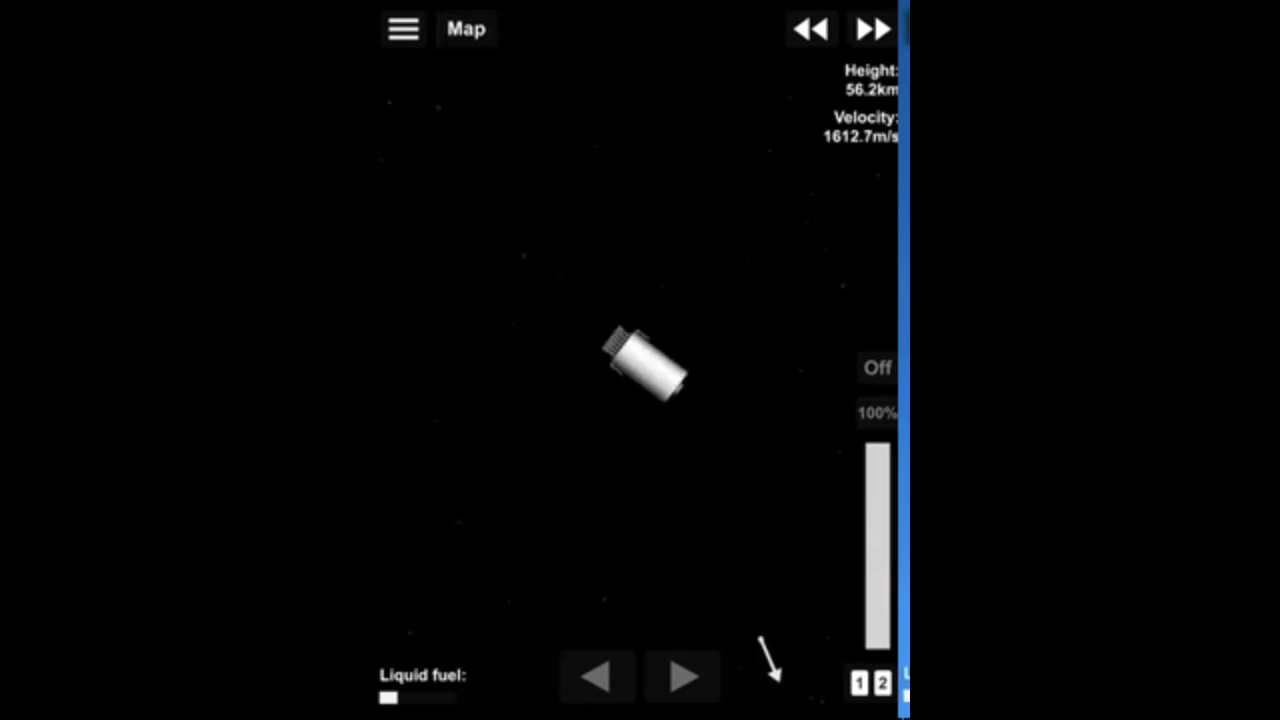 Map
Height:
56.2km
Velocity:
1612.7m/s
Off
100%
Liquid fuel:
1 2